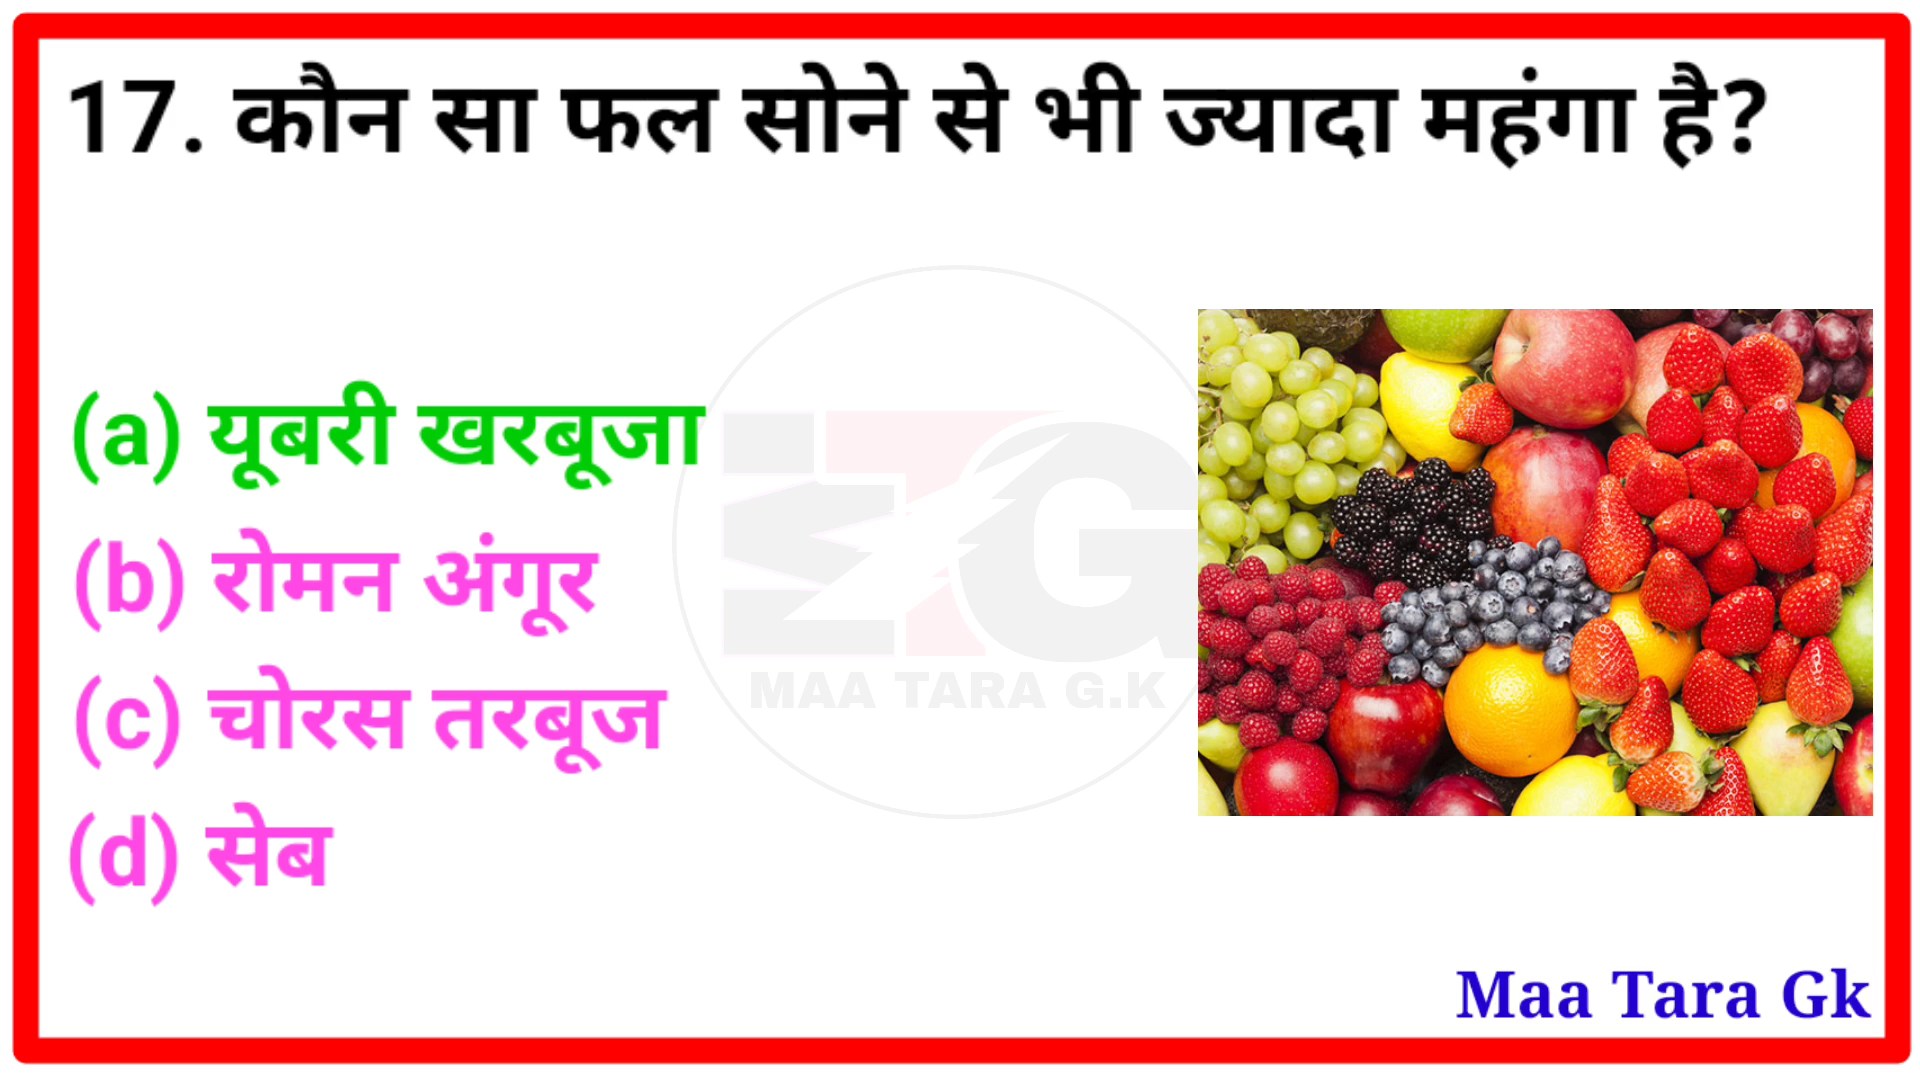 17. कौन सा फल सोने से भी ज्यादा महंगा है?
(a) यूबरी खरबूजा
(b) रोमन अंगूर
(c) चोरस तरबूज
(d) सेब
MAA TARA G.K
Maa Tara Gk